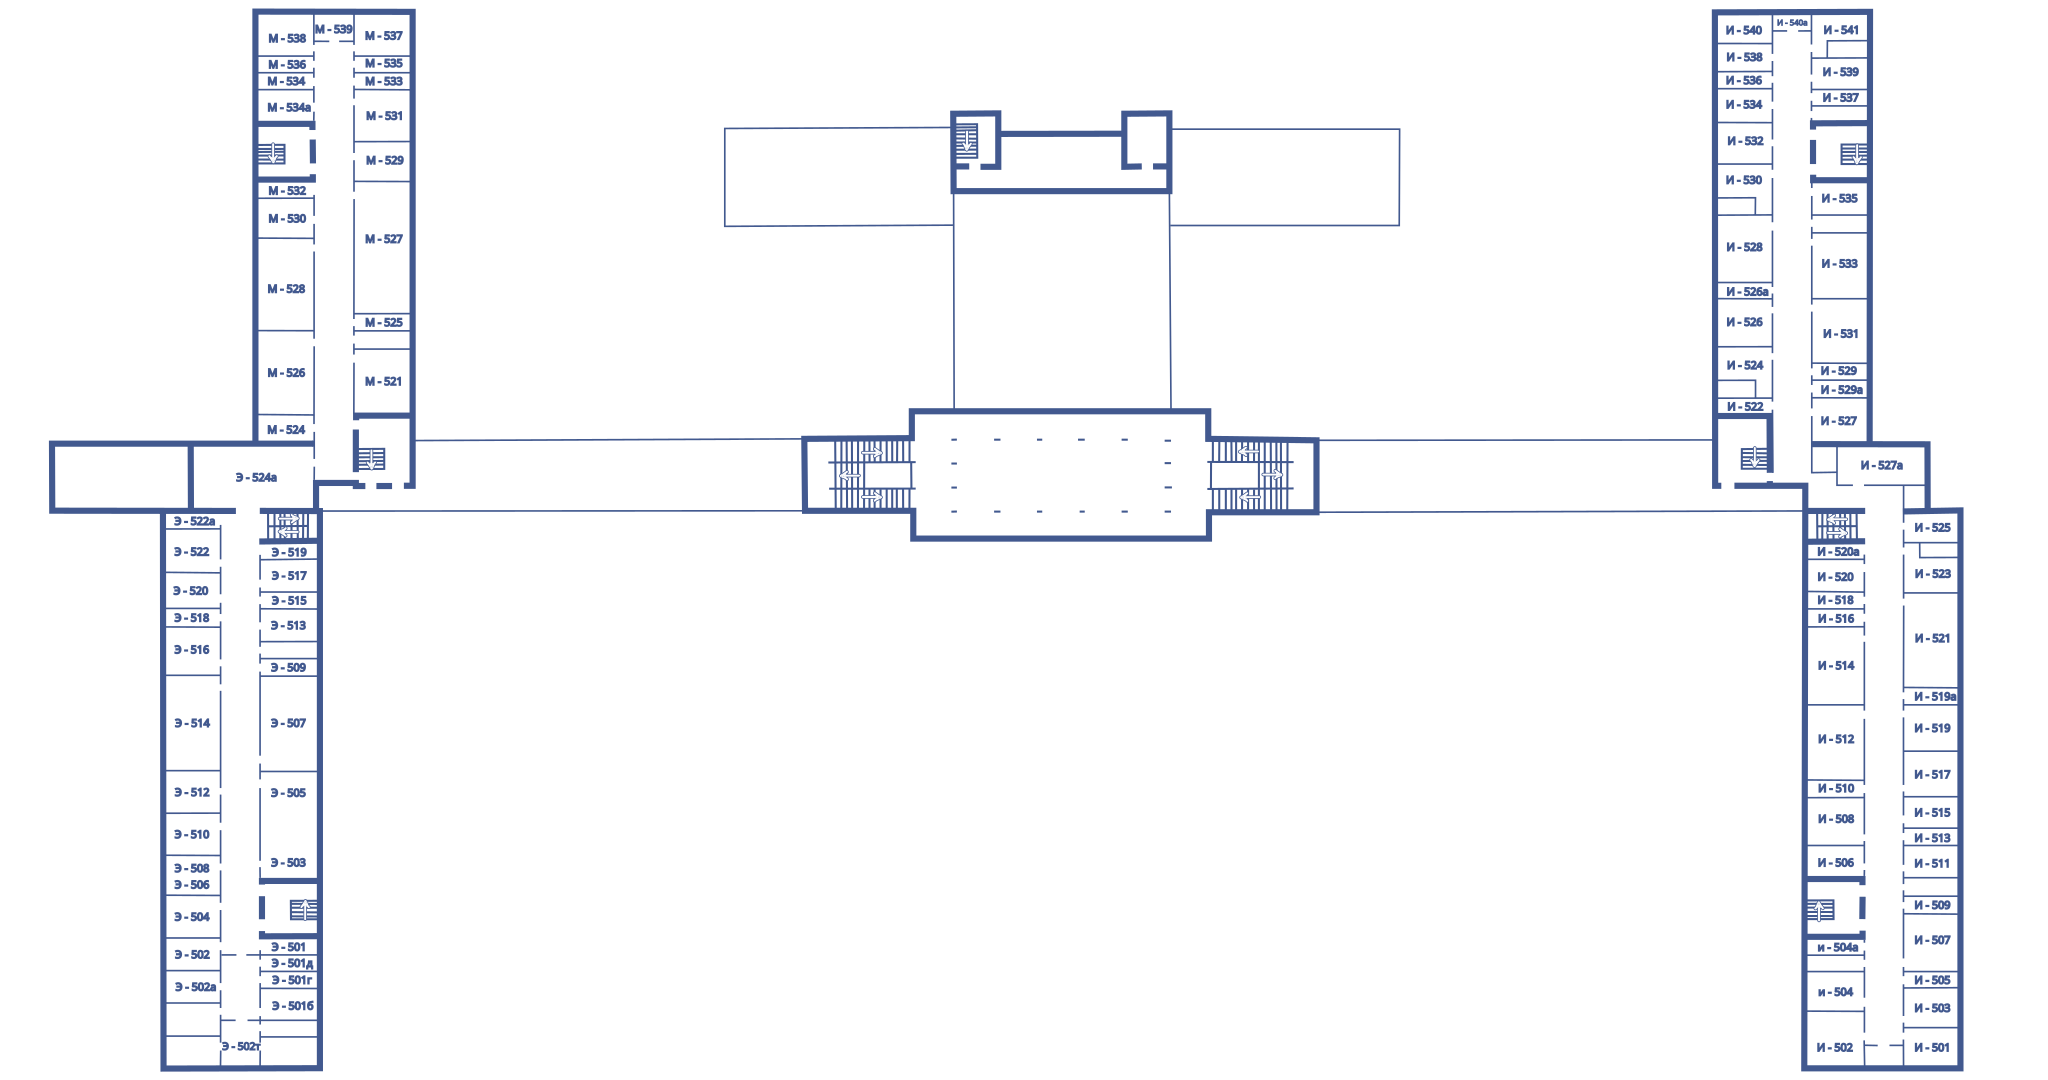 М - 539
М - 538
М - 537
М - 536
М - 535
М - 534
М - 533
М - 534а
М - 531
М - 529
М - 532
М - 530
М - 527
М - 528
М - 525
М - 526
М - 521
М - 524
Э - 524а
Э - 522а
Э - 522
Э - 519
Э - 517
Э - 520
Э - 515
Э - 518
Э - 513
Э - 516
Э - 509
Э - 514
Э - 507
Э - 512
Э - 505
Э - 510
Э - 503
Э - 508
Э - 506
Э - 504
Э - 501
Э - 502
Э - 501д
Э - 501г
Э - 502а
Э - 501б
Э - 502т
И - 540
И - 540а
И - 541
И - 538
И - 539
И - 536
И - 537
И - 534
И - 532
И - 530
И - 535
И - 528
И - 533
И - 526а
И - 526
И - 531
И - 524
И - 529
И - 529а
И - 522
И - 527
И - 527а
И - 525
И - 520а
И - 523
И - 520
И - 518
И - 516
И - 521
И - 514
И - 519а
И - 519
И - 512
И - 517
И - 510
И - 515
И - 508
И - 513
И - 506
И - 511
И - 509
И - 507
и - 504а
И - 505
и - 504
И - 503
И - 502
И - 501